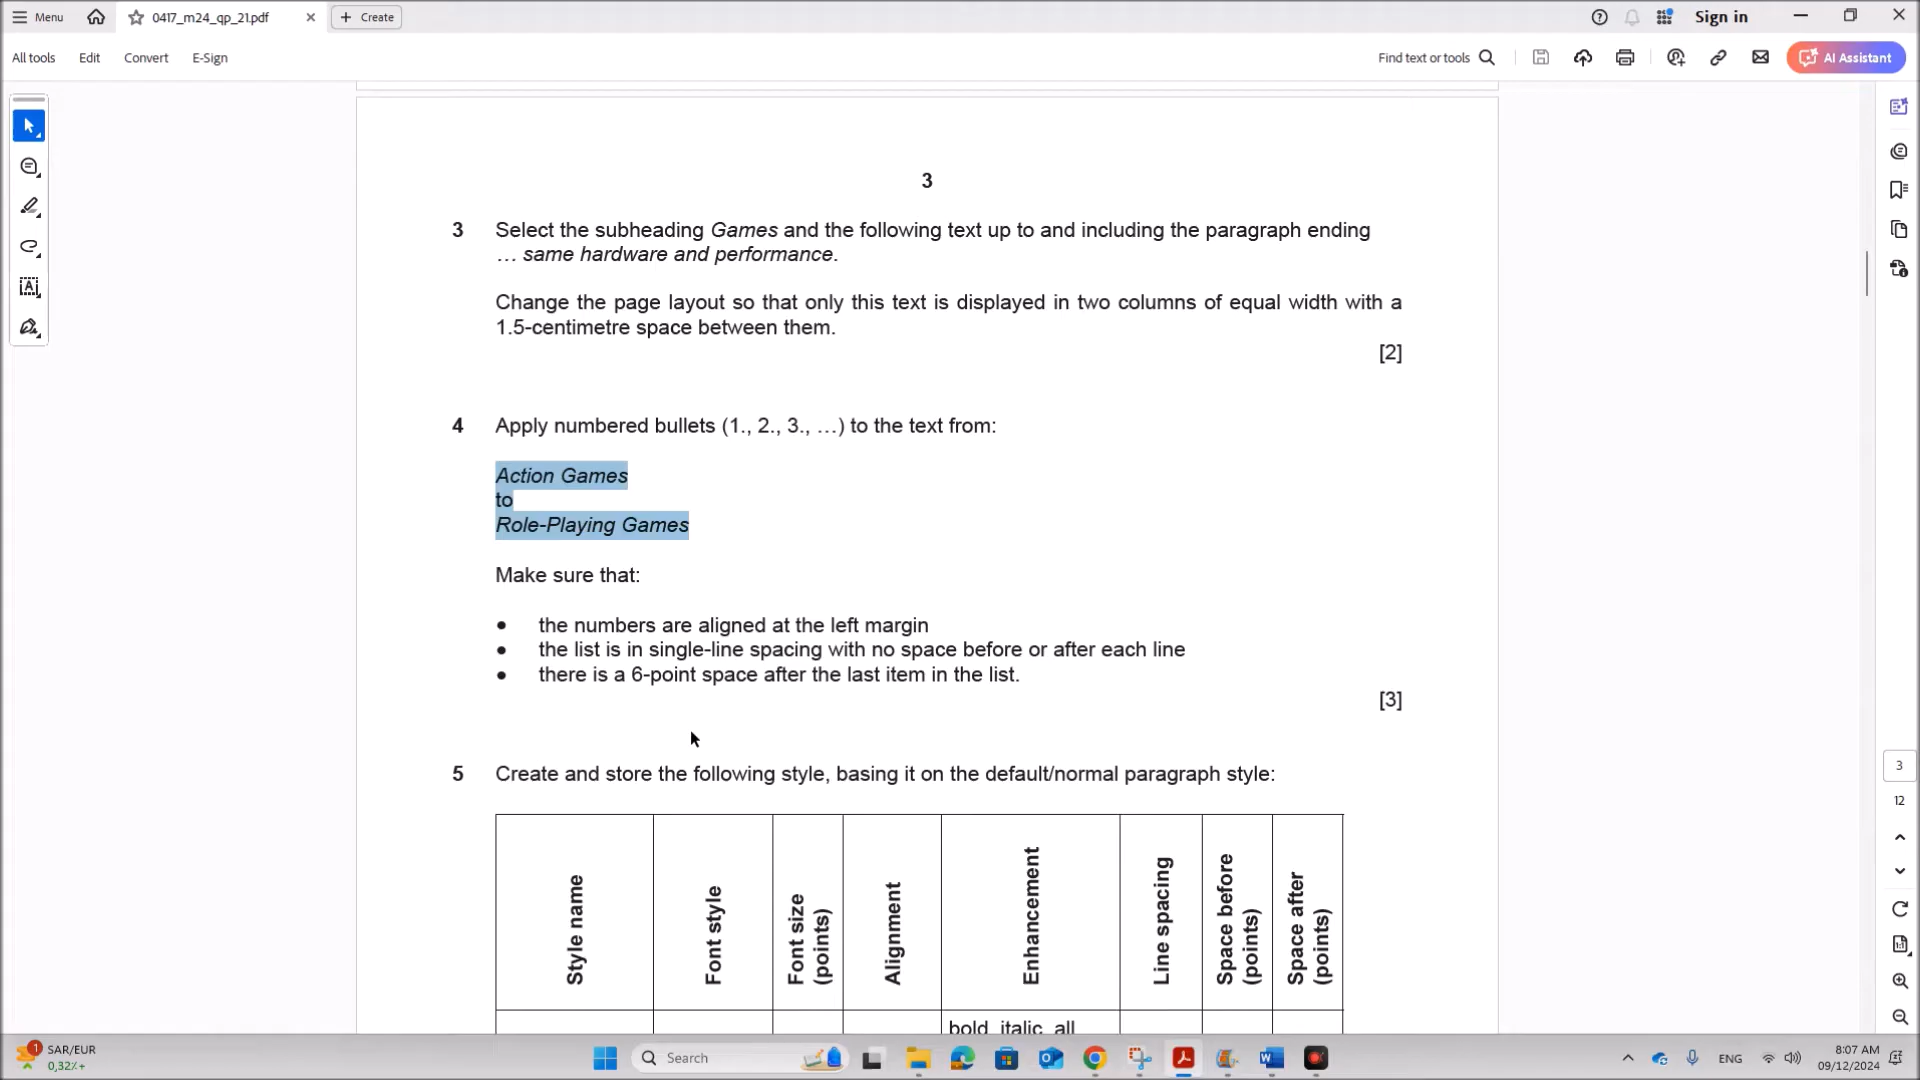 Menu
0417_m24_qp_21.pdf
Create
Sign in
All tools
Edit
Convert
E-Sign
Find text or tools
AI Assistant
3
3 Select the subheading Games and the following text up to and including the paragraph ending
… same hardware and performance.
Change the page layout so that only this text is displayed in two columns of equal width with a
1.5-centimetre space between them.
[2]
4 Apply numbered bullets (1., 2., 3., …) to the text from:
Action Games
to
Role-Playing Games
Make sure that:
• the numbers are aligned at the left margin
• the list is in single-line spacing with no space before or after each line
• there is a 6-point space after the last item in the list.
[3]
5 Create and store the following style, basing it on the default/normal paragraph style:
Style name
Font style
Font size
(points)
Alignment
Enhancement
Line spacing
Space before
(points)
Space after
(points)
bold, italic, all
3
12
1
SAR/EUR
0,32%+
Search
ENG
8:07 AM
09/12/2024